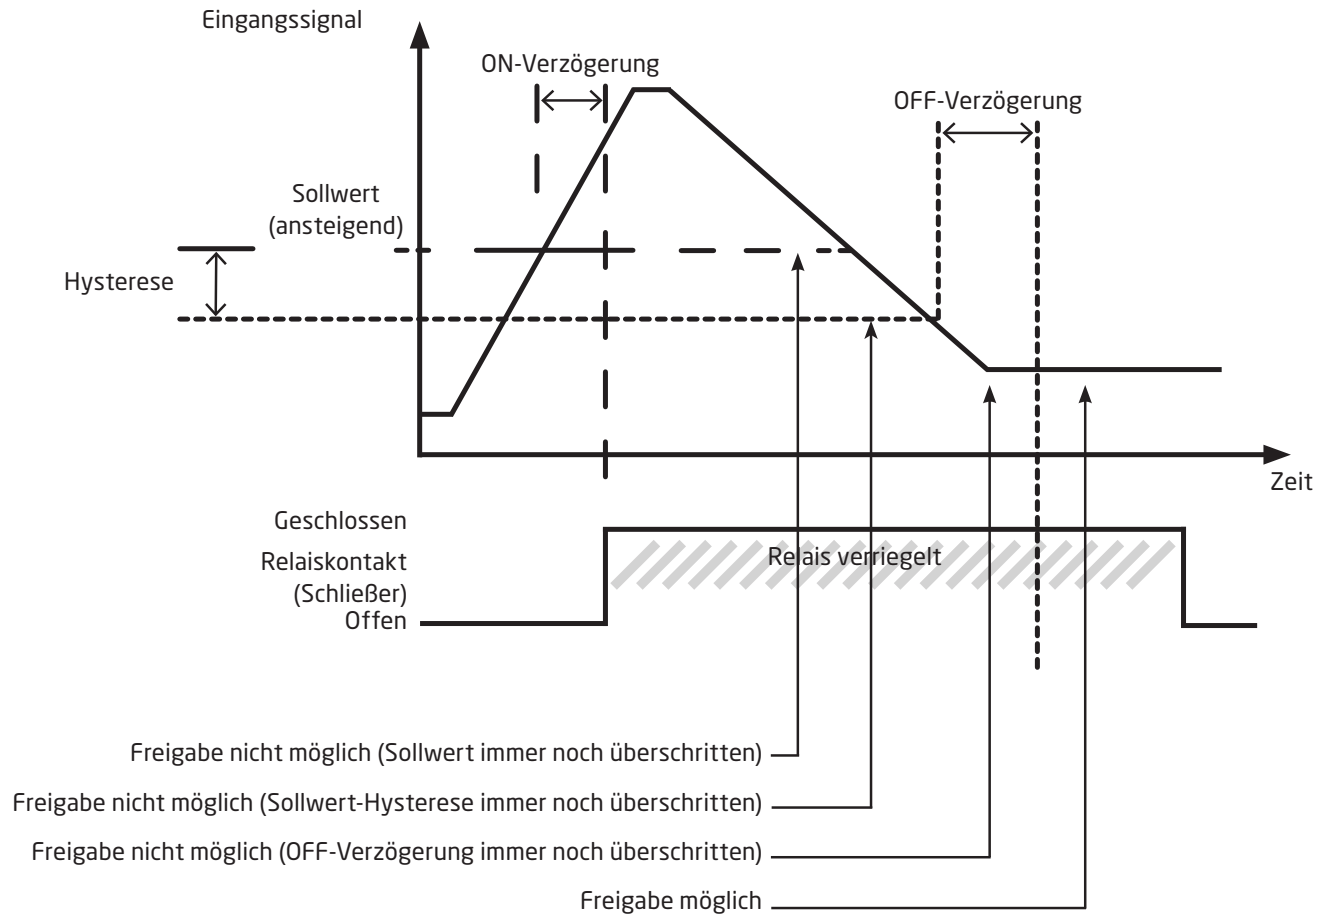 Eingangssignal
ON-Verzögerung
OFF-Verzögerung
Sollwert
(ansteigend)
Hysterese
Zeit
Geschlossen
Relaiskontakt
(Schließer)
Offen
Relais verriegelt
Freigabe nicht möglich (Sollwert immer noch überschritten)
Freigabe nicht möglich (Sollwert-Hysterese immer noch überschritten)
Freigabe nicht möglich (OFF-Verzögerung immer noch überschritten)
Freigabe möglich